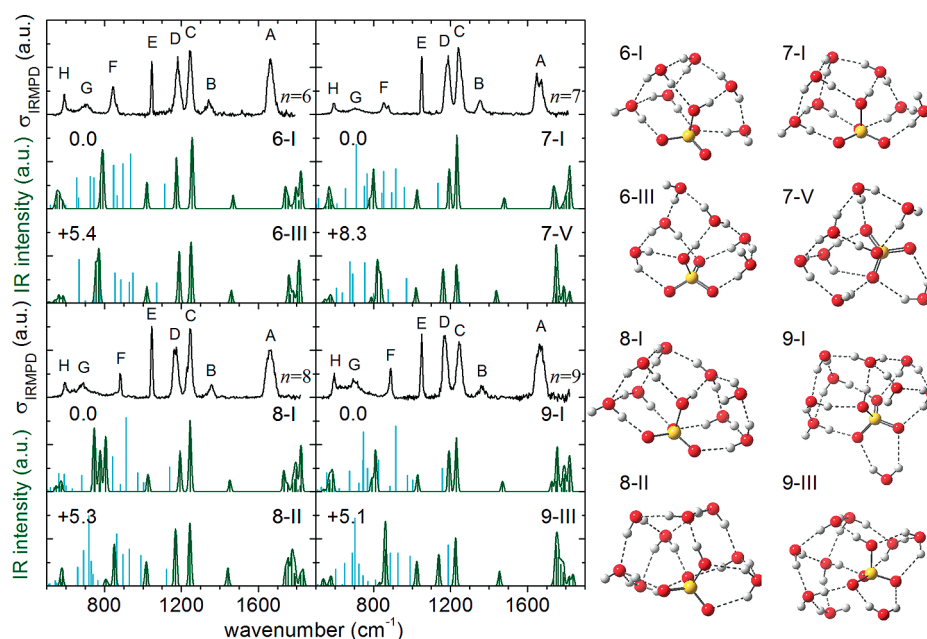 σIRMPD (a.u.)
H G F E D C B A n=6
H G F E D C B A n=7
IR intensity (a.u.)
0.0 6-I
0.0 7-I
+5.4 6-III
+8.3 7-V
σIRMPD (a.u.)
H G F E D C B A n=8
H G F E D C B A n=9
IR intensity (a.u.)
0.0 8-I
0.0 9-I
+5.3 8-II
+5.1 9-III
800 1200 1600 800 1200 1600
wavenumber (cm⁻¹)
6-I 7-I
6-III 7-V
8-I 9-I
8-II 9-III